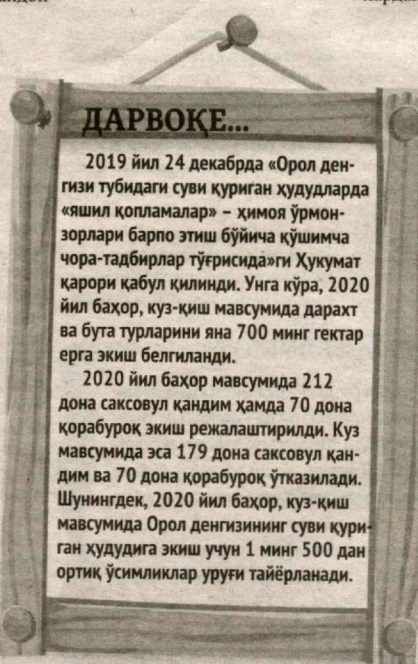 ДАРВОҚЕ...
2019 йил 24 декабрда «Орол ден-
гизи тубидаги суви қуриган ҳудудларда
«яшил қопламалар» – ҳимоя ўрмон-
зорлари барпо этиш бўйича қўшимча
чора-тадбирлар тўғрисида»ги Ҳукумат
қарори қабул қилинди. Унга кўра, 2020
йил баҳор, куз-қиш мавсумида дарахт
ва бута турларини яна 700 минг гектар
ерга экиш белгиланди.
2020 йил баҳор мавсумида 212
дона саксовул қандим ҳамда 70 дона
қорабуроқ экиш режалаштирилди. Куз
мавсумида эса 179 дона саксовул қан-
дим ва 70 дона қорабуроқ ўтказилади.
Шунингдек, 2020 йил баҳор, куз-қиш
мавсумида Орол денгизининг суви қури-
ган ҳудудига экиш учун 1 минг 500 дан
ортиқ ўсимликлар уруғи тайёрланади.